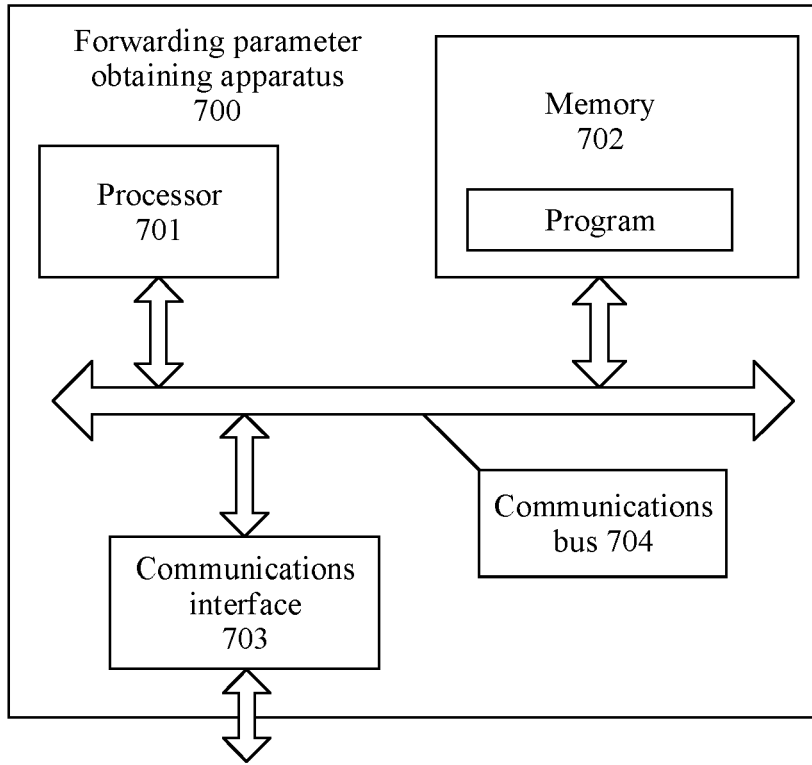 Forwarding parameter
obtaining apparatus
700
Memory
702
Program
Processor
701
Communications
bus 704
Communications
interface
703